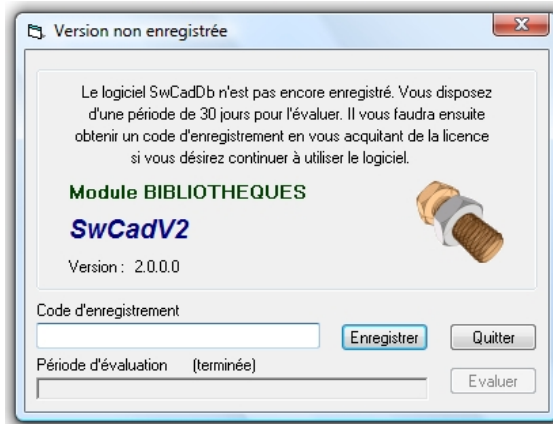 Version non enregistrée
Le logiciel SwCadDb n'est pas encore enregistré. Vous disposez
d'une période de 30 jours pour l'évaluer. Il vous faudra ensuite
obtenir un code d'enregistrement en vous acquitant de la licence
si vous désirez continuer à utiliser le logiciel.
Module BIBLIOTHEQUES
SwCadV2
Version : 2.0.0.0
Code d'enregistrement
Enregistrer Quitter
Période d'évaluation (terminée)
Evaluer